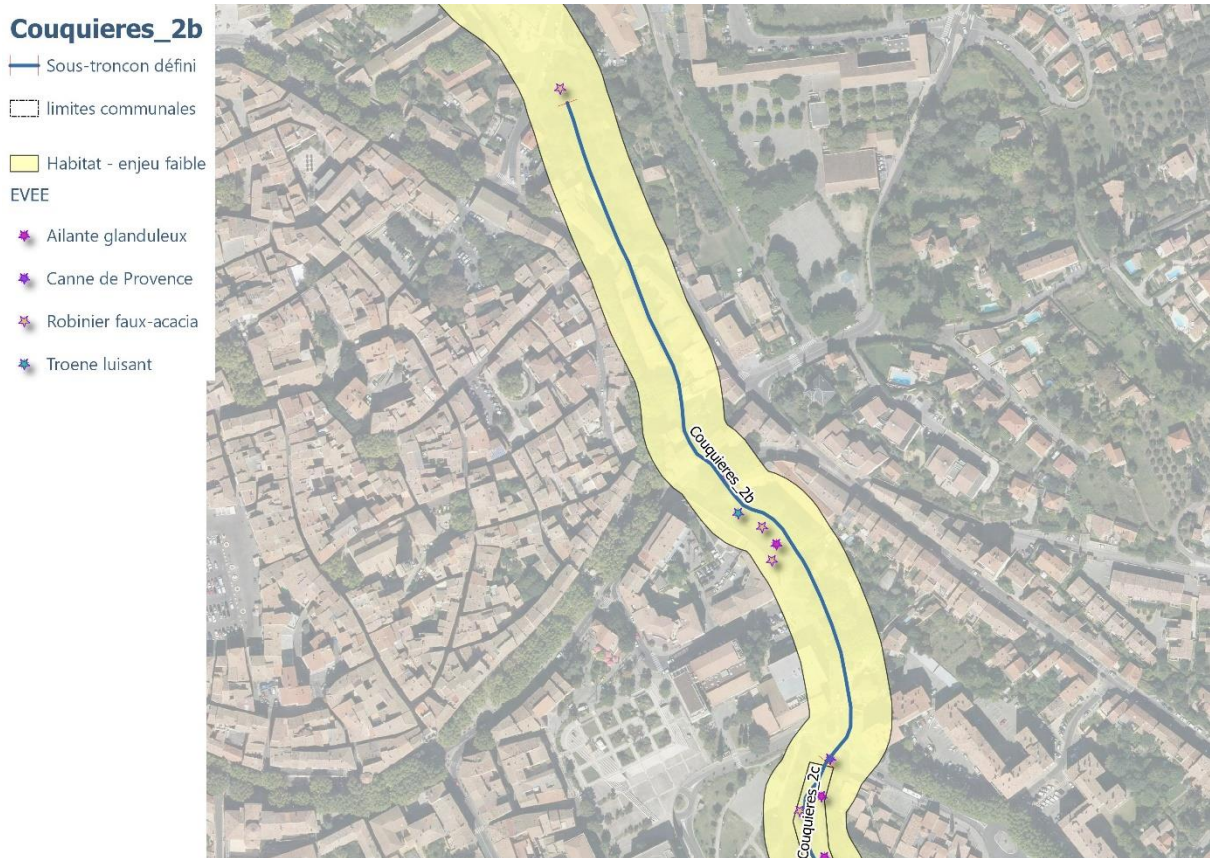 Couquieres_2b
Sous-troncon défini
limites communales
Habitat - enjeu faible
EVEE
Ailante glanduleux
Canne de Provence
Robinier faux-acacia
Troene luisant
Couquieres_2b
Couquieres_2c